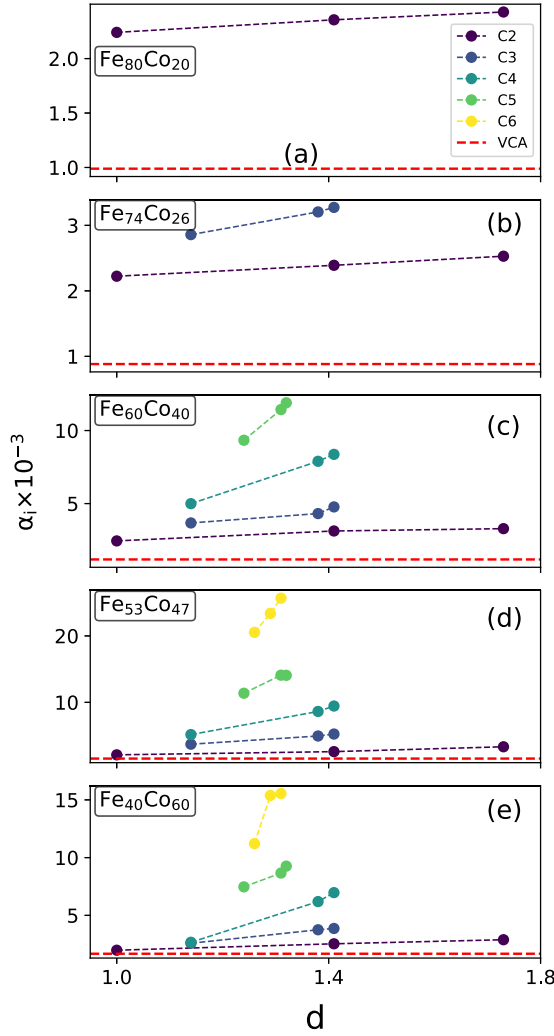 Fe80Co20
2.0
1.5
1.0
(a)
C2
C3
C4
C5
C6
VCA
Fe74Co26
(b)
3
2
1
Fe60Co40
(c)
10
5
αi×10−3
Fe53Co47
(d)
20
10
Fe40Co60
(e)
15
10
5
1.0
1.4
1.8
d